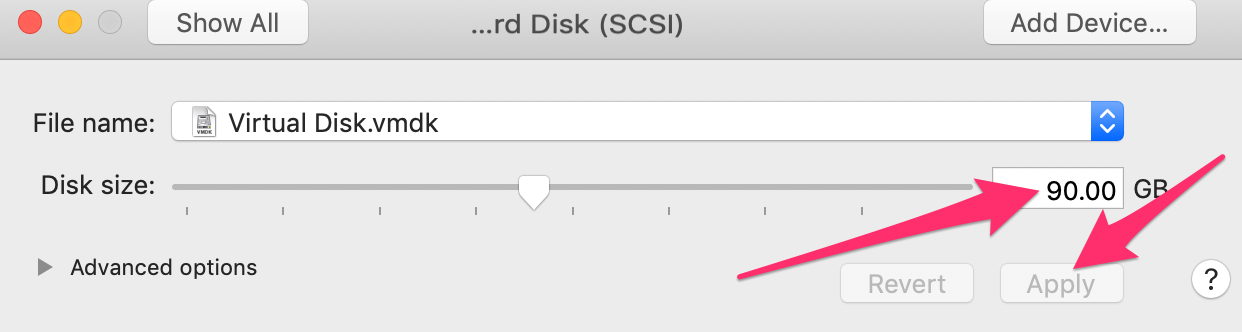 Show All
...rd Disk (SCSI)
Add Device...
File name:
VMDK
Virtual Disk.vmdk
Disk size:
90.00
GB
Advanced options
Revert
Apply
?